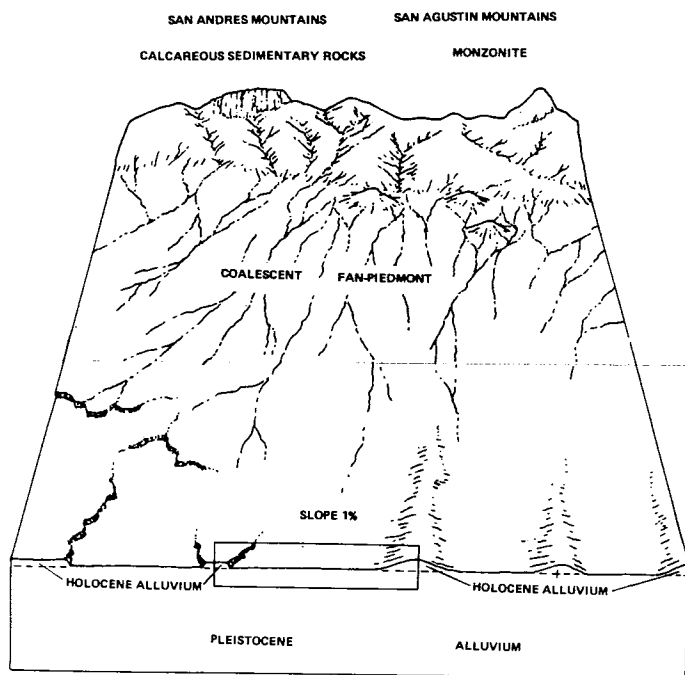 SAN ANDRES MOUNTAINS
SAN AGUSTIN MOUNTAINS
CALCAREOUS SEDIMENTARY ROCKS
MONZONITE
COALESCENT
FAN-PIEDMONT
SLOPE 1%
HOLOCENE ALLUVIUM
HOLOCENE ALLUVIUM
PLEISTOCENE
ALLUVIUM